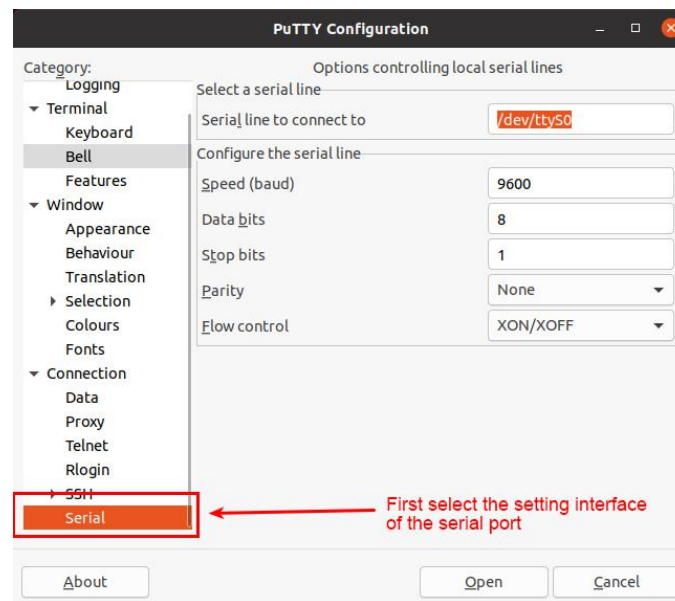 PuTTY Configuration
Category:
Options controlling local serial lines
Logging
Terminal
Keyboard
Bell
Features
Window
Appearance
Behaviour
Translation
Selection
Colours
Fonts
Connection
Data
Proxy
Telnet
Rlogin
SSH
Serial
Select a serial line
Serial line to connect to
/dev/ttyS0
Configure the serial line
Speed (baud)
9600
Data bits
8
Stop bits
1
Parity
None
Flow control
XON/XOFF
First select the setting interface
of the serial port
About
Open
Cancel